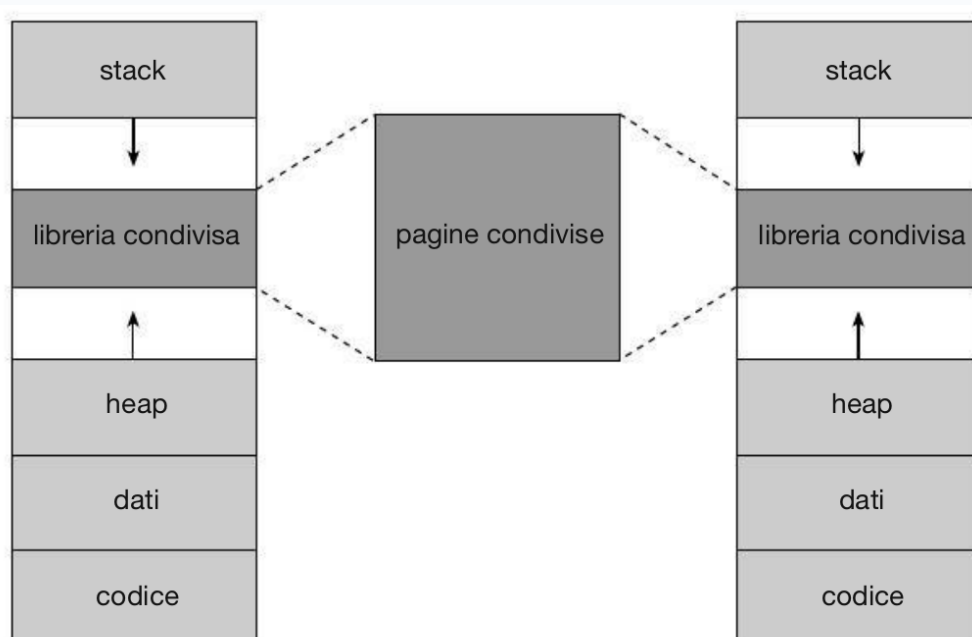 stack
libreria condivisa
heap
dati
codice
pagine condivise
stack
libreria condivisa
heap
dati
codice